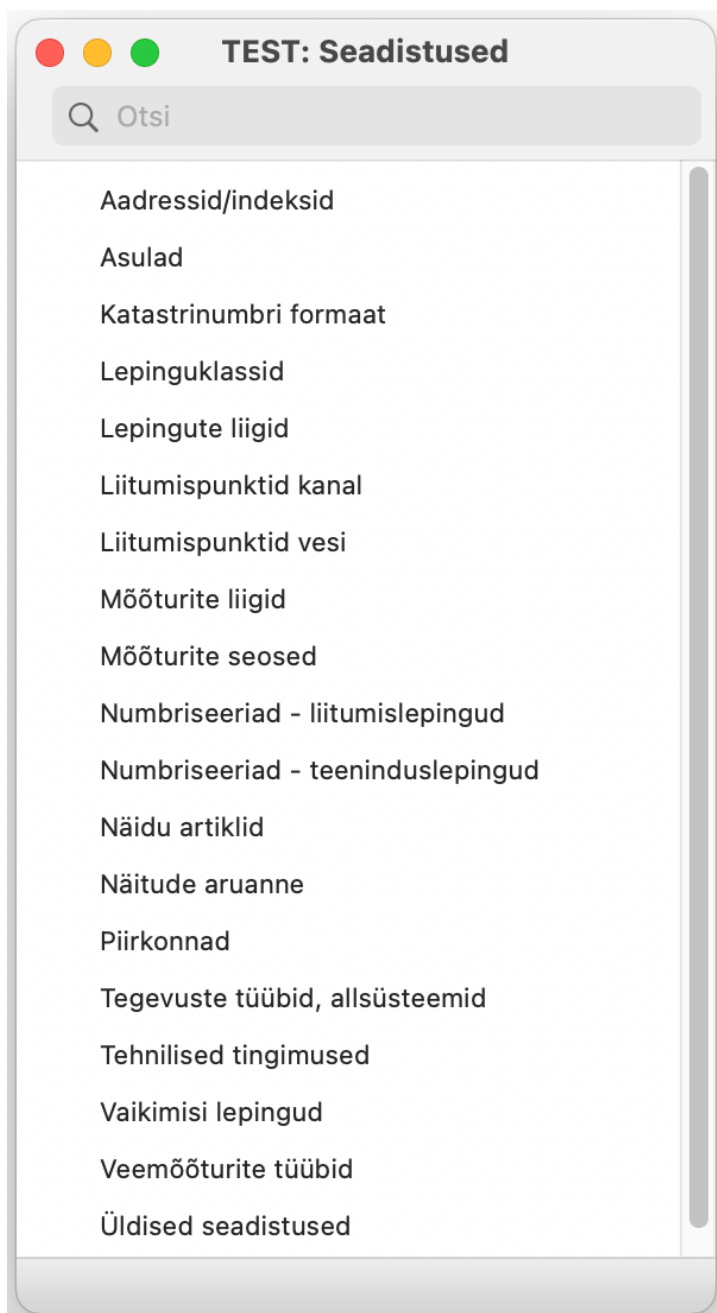 TEST: Seadistused
Otsi
Aadressid/indeksid
Asulad
Katastrinumbri formaat
Lepinguklassid
Lepingute liigid
Liitumispunktid kanal
Liitumispunktid vesi
Mõõturite liigid
Mõõturite seosed
Numbriseeriad - liitumislepingud
Numbriseeriad - teeninduslepingud
Näidu artiklid
Näitude aruanne
Piirkonnad
Tegevuste tüübid, allsüsteemid
Tehnilised tingimused
Vaikimisi lepingud
Veemõõturite tüübid
Üldised seadistused